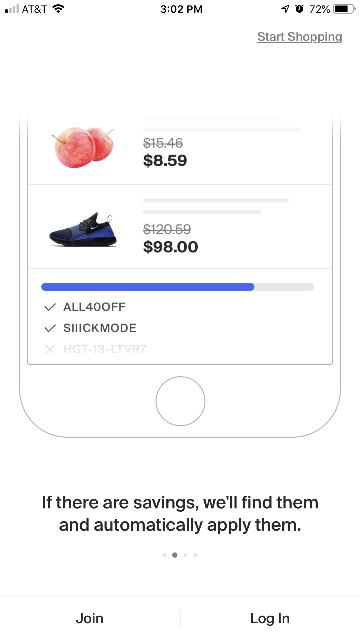 AT&T 3:02 PM 72%
Start Shopping
$15.46
$8.59
$120.59
$98.00
ALL40OFF
SIIICKMODE
HGT-13-LTVR7
If there are savings, we'll find them
and automatically apply them.
Join Log In